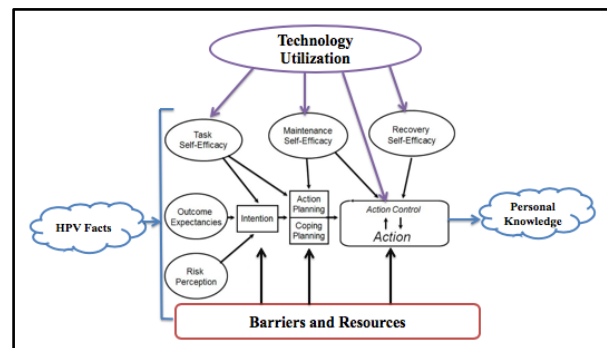 Technology
Utilization
Task
Self-Efficacy
Maintenance
Self-Efficacy
Recovery
Self-Efficacy
HPV Facts
Outcome
Expectancies
Intention
Action
Planning
Coping
Planning
Action Control
Action
Personal
Knowledge
Risk
Perception
Barriers and Resources